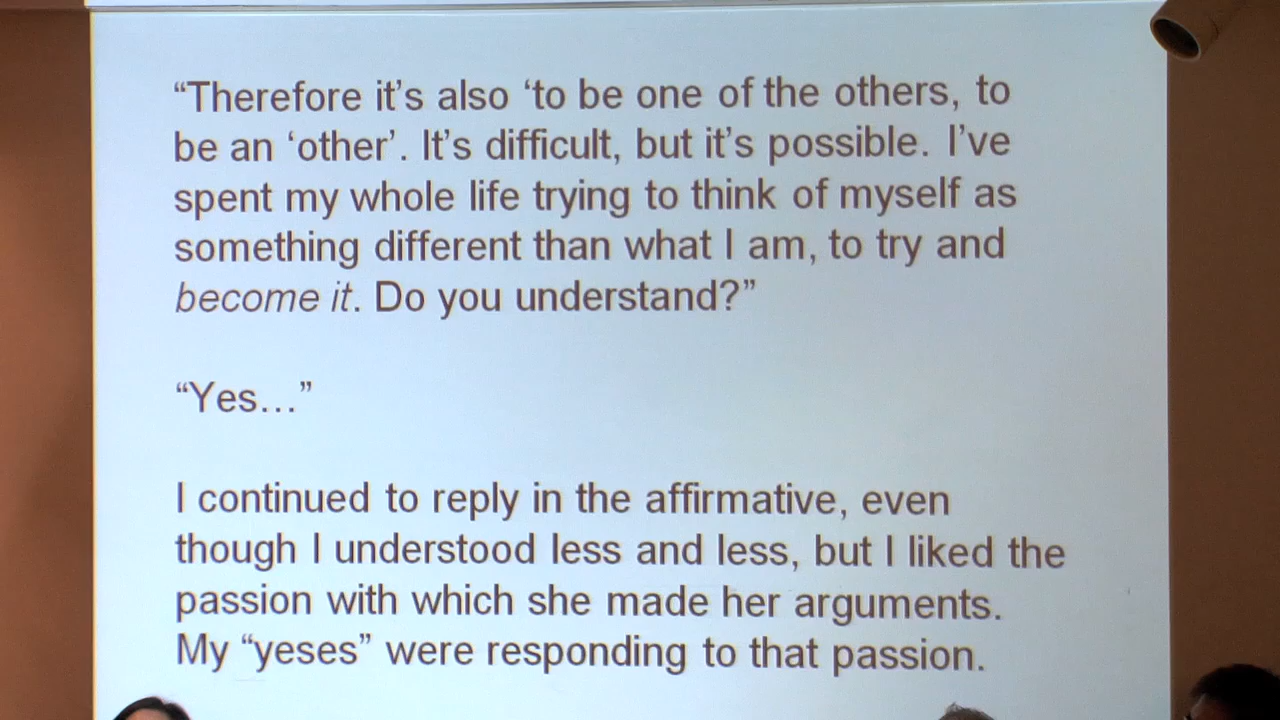 “Therefore it’s also ‘to be one of the others, to
be an ‘other’. It’s difficult, but it’s possible. I’ve
spent my whole life trying to think of myself as
something different than what I am, to try and
become it. Do you understand?”
“Yes…”
I continued to reply in the affirmative, even
though I understood less and less, but I liked the
passion with which she made her arguments.
My “yeses” were responding to that passion.